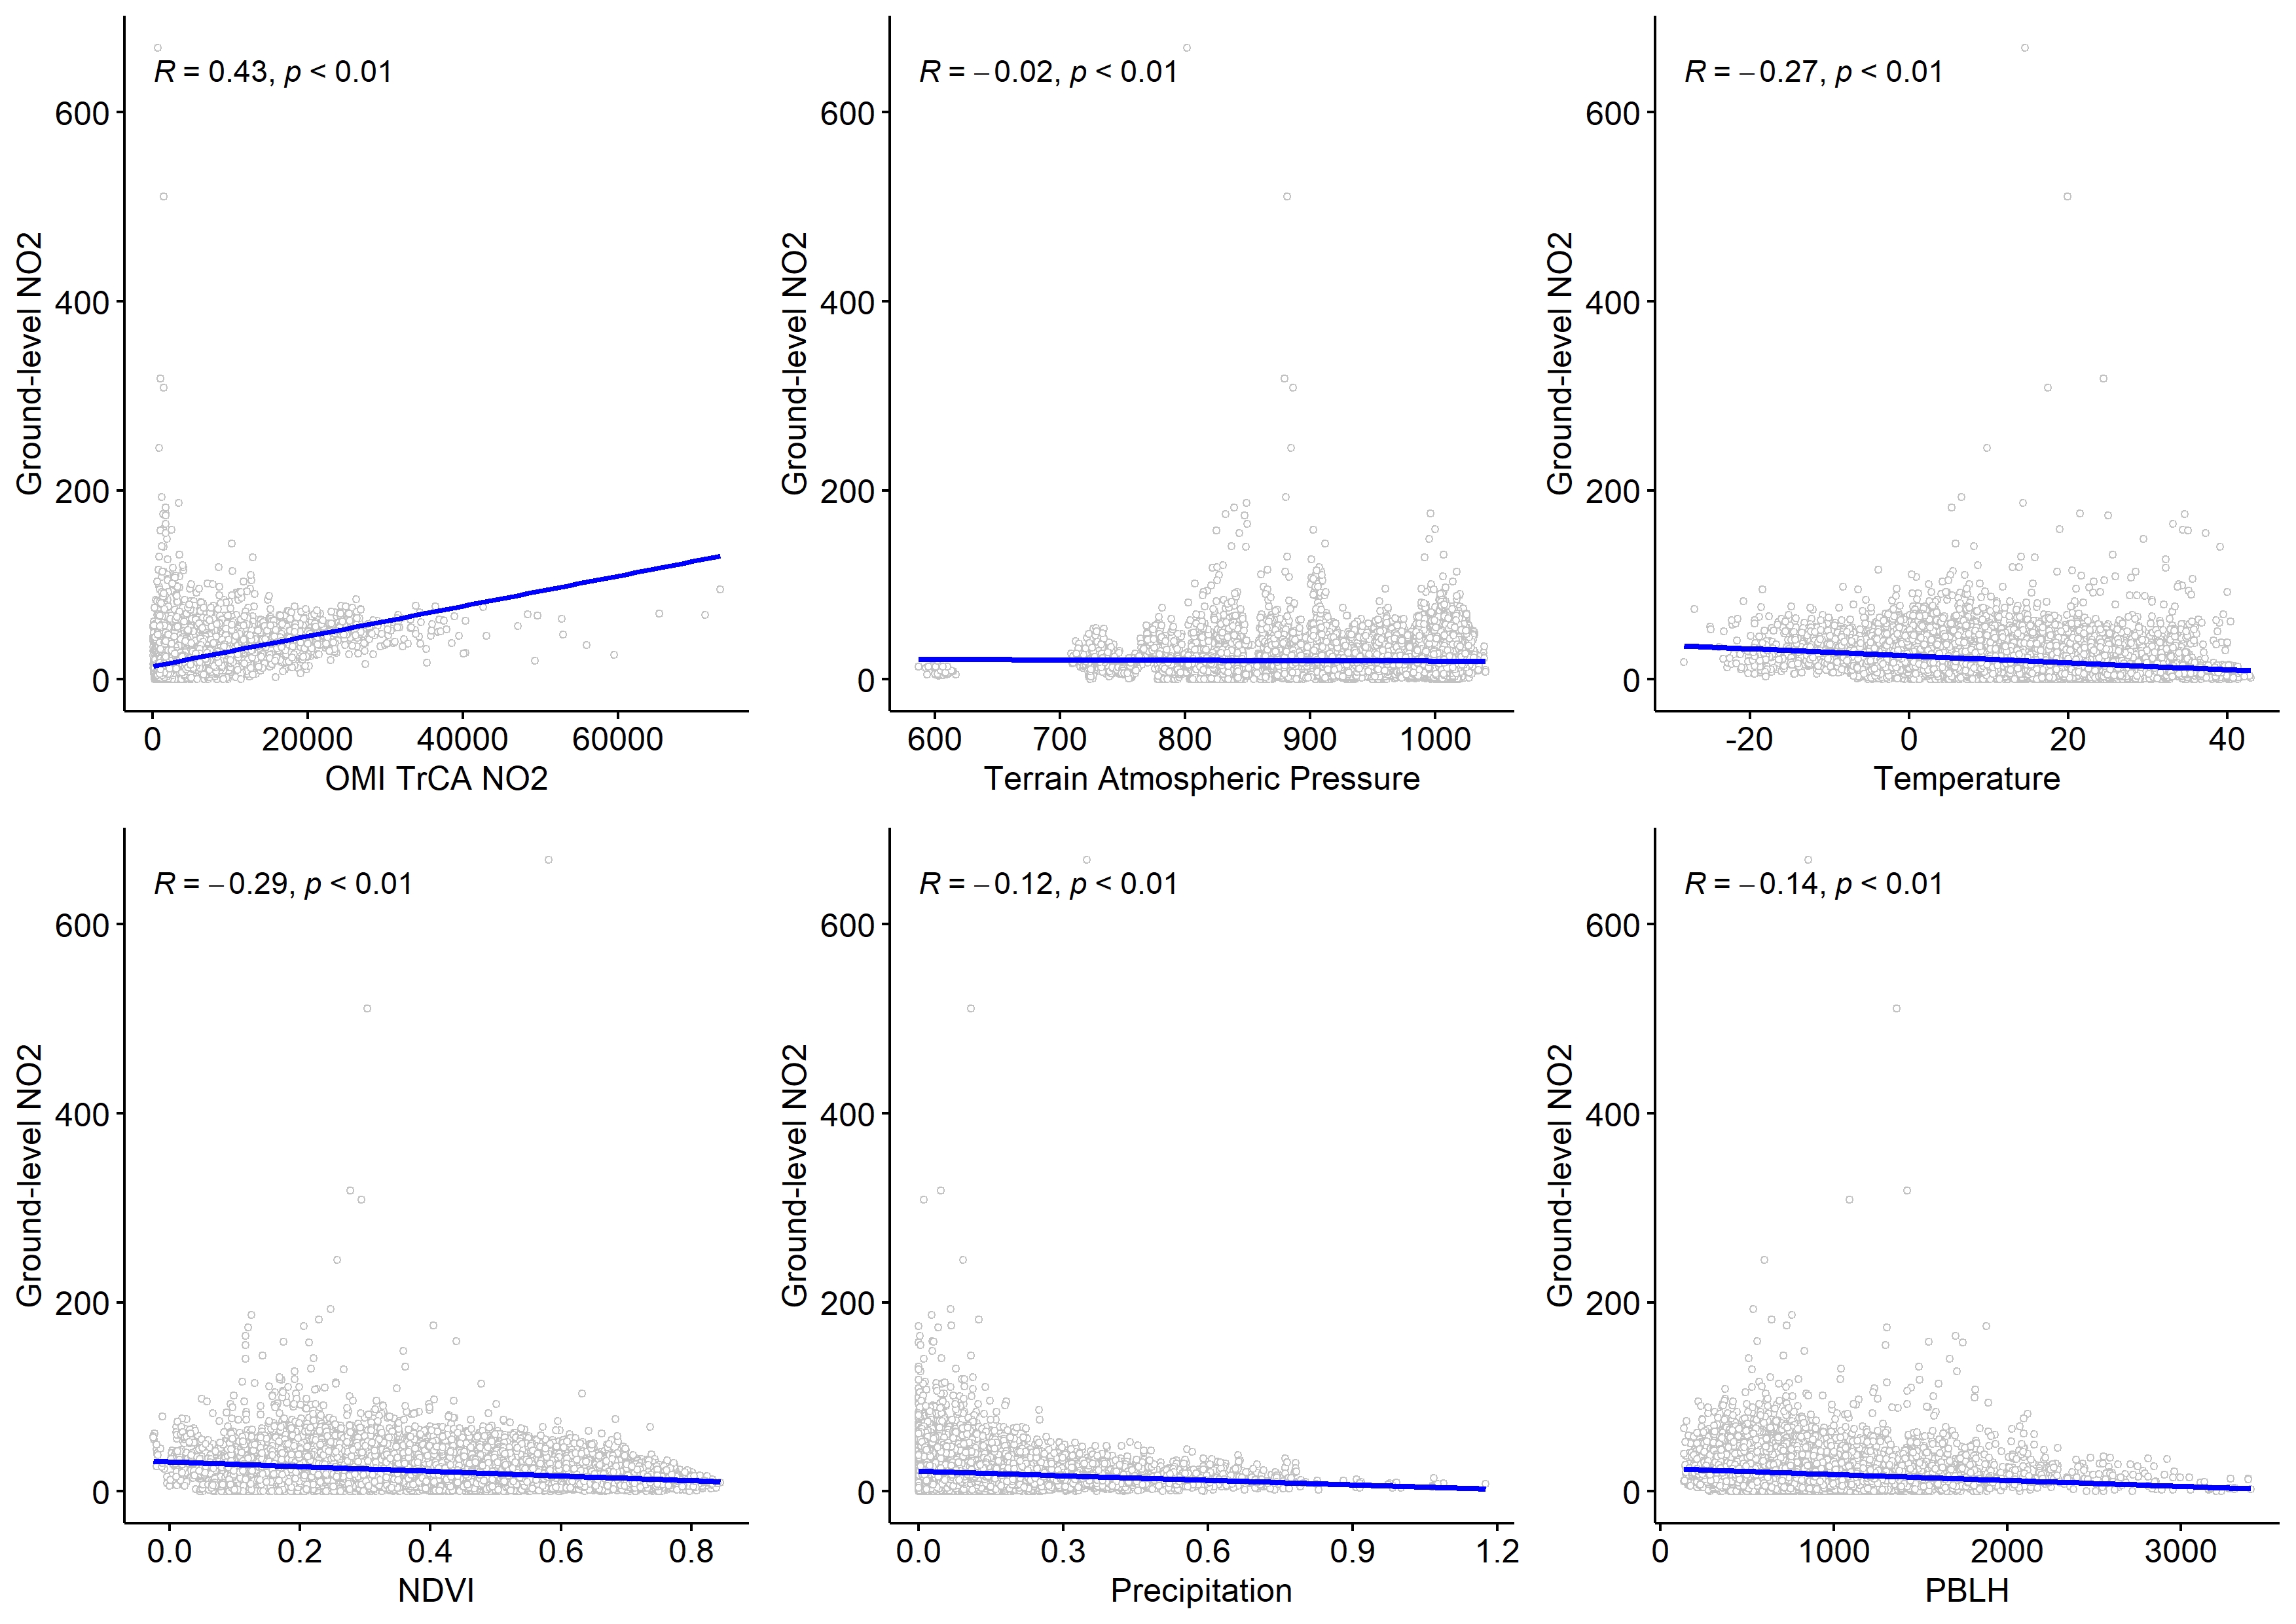 R = 0.43, p < 0.01
Ground-level NO2
600
400
200
0
0 20000 40000 60000
OMI TrCA NO2
R = −0.02, p < 0.01
Ground-level NO2
600
400
200
0
600 700 800 900 1000
Terrain Atmospheric Pressure
R = −0.27, p < 0.01
Ground-level NO2
600
400
200
0
-20 0 20 40
Temperature
R = −0.29, p < 0.01
Ground-level NO2
600
400
200
0
0.0 0.2 0.4 0.6 0.8
NDVI
R = −0.12, p < 0.01
Ground-level NO2
600
400
200
0
0.0 0.3 0.6 0.9 1.2
Precipitation
R = −0.14, p < 0.01
Ground-level NO2
600
400
200
0
0 1000 2000 3000
PBLH